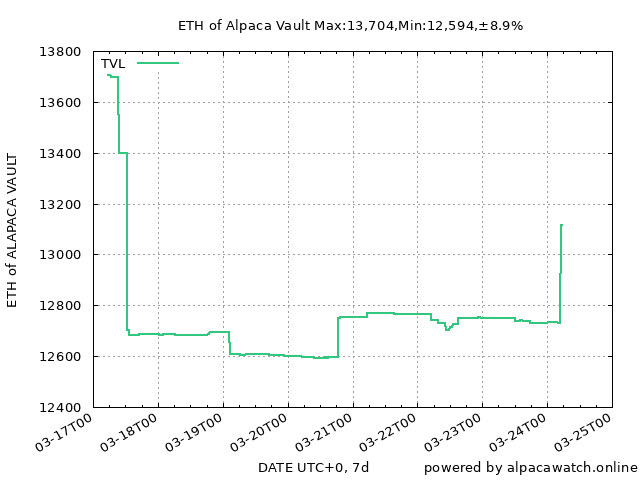 ETH of Alpaca Vault Max:13,704,Min:12,594,±8.9%
TVL
13800
13600
13400
13200
13000
12800
12600
12400
ETH of ALAPACA VAULT
03-17T00
03-18T00
03-19T00
03-20T00
03-21T00
03-22T00
03-23T00
03-24T00
03-25T00
DATE UTC+0, 7d
powered by alpacawatch.online